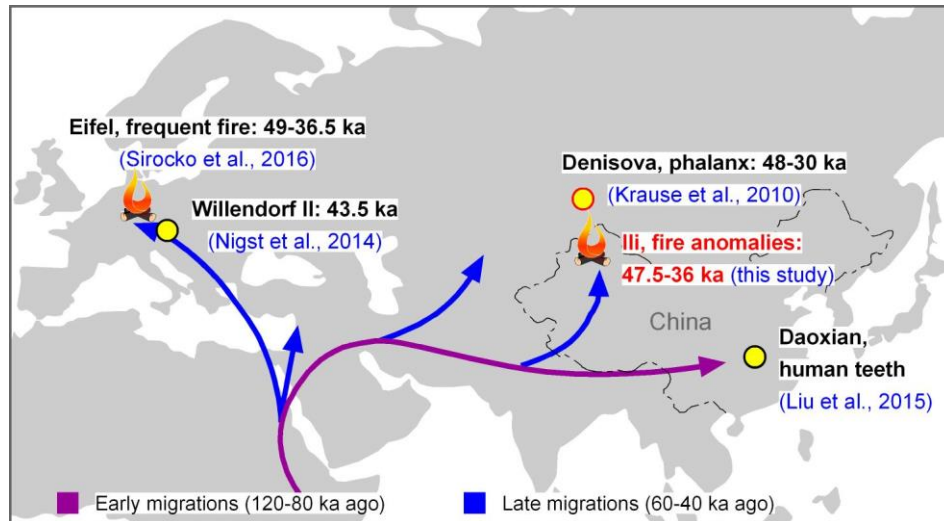 Eifel, frequent fire: 49-36.5 ka
(Sirocko et al., 2016)
Willendorf II: 43.5 ka
(Nigst et al., 2014)
Denisova, phalanx: 48-30 ka
(Krause et al., 2010)
Ili, fire anomalies:
47.5-36 ka (this study)
China
Daoxian,
human teeth
(Liu et al., 2015)
Early migrations (120-80 ka ago)
Late migrations (60-40 ka ago)